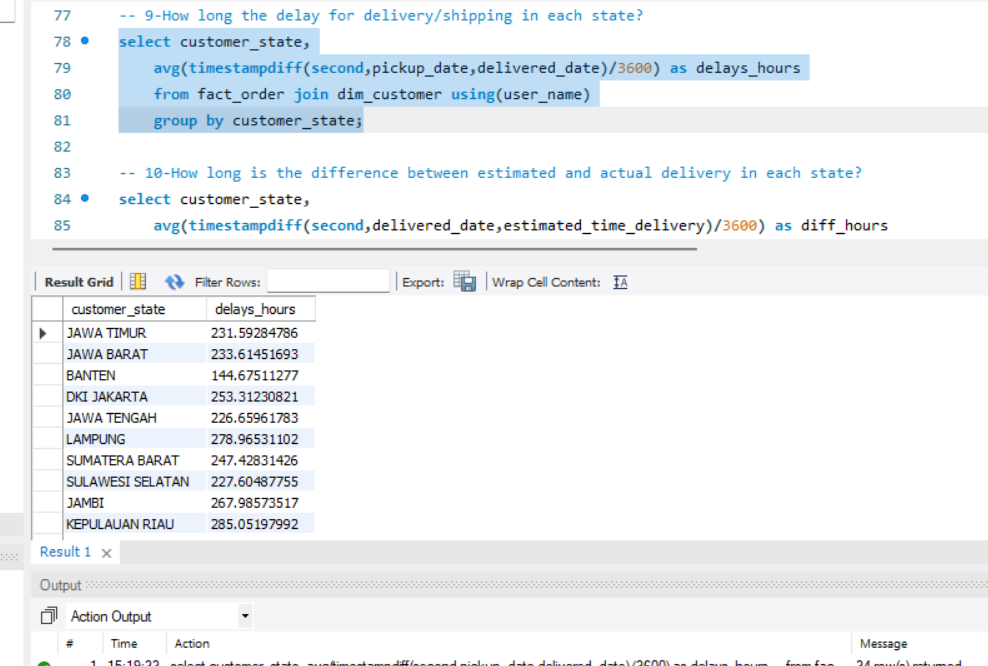 77 -- 9-How long the delay for delivery/shipping in each state?
78 select customer_state,
79 avg(timestampdiff(second,pickup_date,delivered_date)/3600) as delays_hours
80 from fact_order join dim_customer using(user_name)
81 group by customer_state;
82
83 -- 10-How long is the difference between estimated and actual delivery in each state?
84 select customer_state,
85 avg(timestampdiff(second,delivered_date,estimated_time_delivery)/3600) as diff_hours
Result Grid Filter Rows: Export: Wrap Cell Content: IA
customer_state delays_hours
JAWA TIMUR 231.59284786
JAWA BARAT 233.61451693
BANTEN 144.67511277
DKI JAKARTA 253.31230821
JAWA TENGAH 226.65961783
LAMPUNG 278.96531102
SUMATERA BARAT 247.42831426
SULAWESI SELATAN 227.60487755
JAMBI 267.98573517
KEPULAUAN RIAU 285.05197992
Result 1
Output
Action Output
# Time Action Message
1 15:19:33 select customer_state, avg(timestampdiff(second,pickup_date,delivered_date)/3600) as delays_hours from fac... 34 row(s) returned